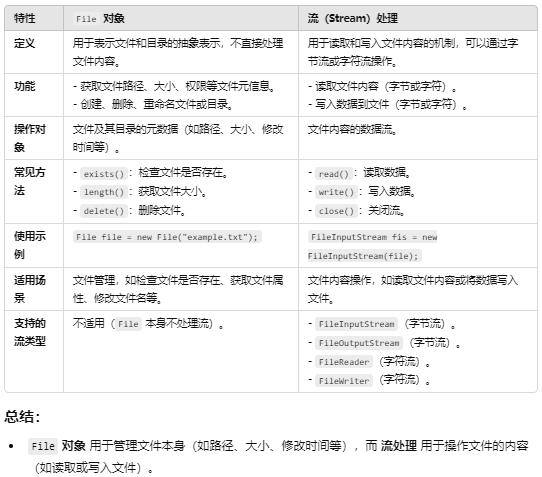 特性 File 对象 流（Stream）处理
定义 用于表示文件和目录的抽象表示，不直接处理文件内容。 用于读取和写入文件内容的机制，可以通过字节流或字符流操作。
功能 - 获取文件路径、大小、权限等文件元信息。
- 创建、删除、重命名文件或目录。
- 读取文件内容（字节或字符）。
- 写入数据到文件（字节或字符）。
操作对象 文件及其目录的元数据（如路径、大小、修改时间等）。 文件内容的数据流。
常见方法 - exists()：检查文件是否存在。
- length()：获取文件大小。
- delete()：删除文件。
- read()：读取数据。
- write()：写入数据。
- close()：关闭流。
使用示例 File file = new File("example.txt"); FileInputStream fis = new FileInputStream(file);
适用场景 文件管理，如检查文件是否存在、获取文件属性、修改文件名等。 文件内容操作，如读取文件内容或将数据写入文件。
支持的流类型 不适用（File 本身不处理流）。 - FileInputStream（字节流）。
- FileOutputStream（字节流）。
- FileReader（字符流）。
- FileWriter（字符流）。
总结：
• File 对象 用于管理文件本身（如路径、大小、修改时间等），而 流处理 用于操作文件的内容
（如读取或写入文件）。